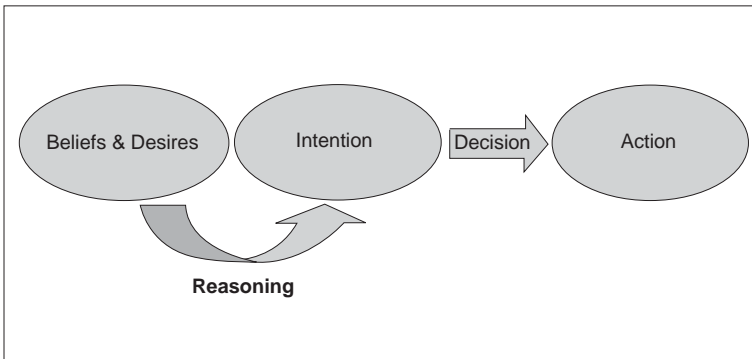 Beliefs & Desires
Intention
Decision
Action
Reasoning